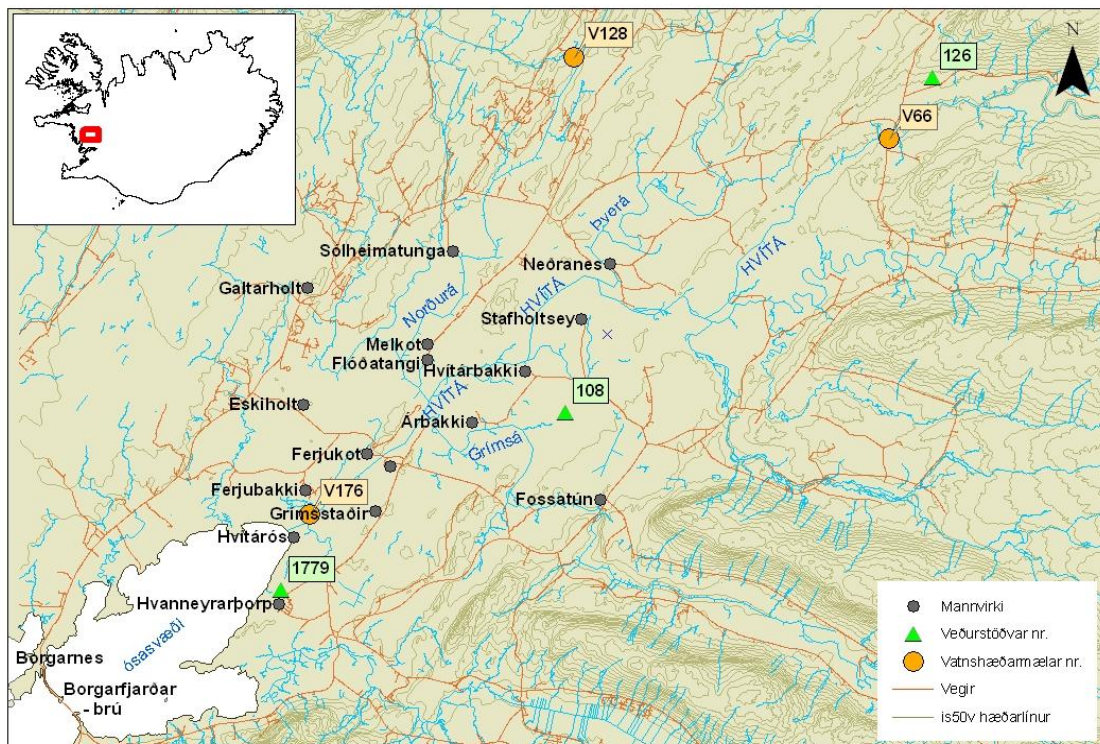 V128
126
N
V66
Þverá
Sólheimatunga
Neðranes
HVÍTÁ
Galtarholt
Norðurá
HVÍTÁ
Stafholtsey
Melkot
Flóðatangi
Hvítárbakki
HVÍTÁ
108
Eskiholt
Árbakki
Grímsá
Ferjukot
Ferjubakki
V176
Fossatún
Grímsstaðir
Hvítárós
1779
Hvanneyrarþorp
ósasvæði
Borgarnes
Borgarfjarðar
- brú
Mannvirki
Veðurstöðvar nr.
Vatnshæðarmælar nr.
Vegir
is50v hæðarlínur